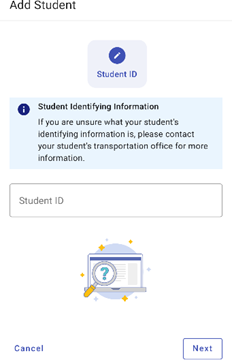 Add Student
Student ID
Student Identifying Information
If you are unsure what your student's
identifying information is, please contact
your student's transportation office for more
information.
Student ID
?
Cancel
Next